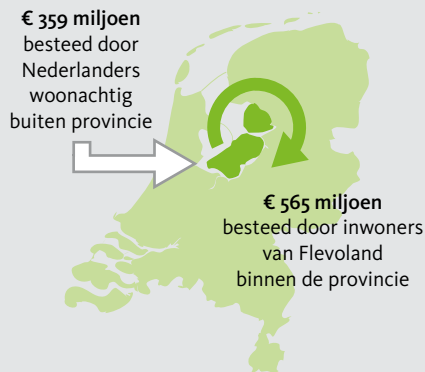 € 359 miljoen
besteed door
Nederlanders
woonachtig
buiten provincie
€ 565 miljoen
besteed door inwoners
van Flevoland
binnen de provincie